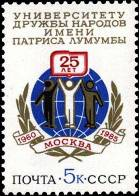 УНИВЕРСИТЕТУ
ДРУЖБЫ НАРОДОВ
ИМЕНИ
ПАТРИСА ЛУМУМБЫ
25
ЛЕТ
1960 МОСКВА 1985
ПОЧТА 5К СССР